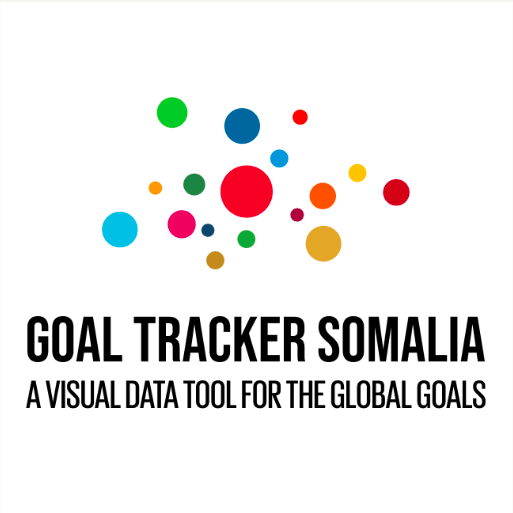 GOAL TRACKER SOMALIA
A VISUAL DATA TOOL FOR THE GLOBAL GOALS